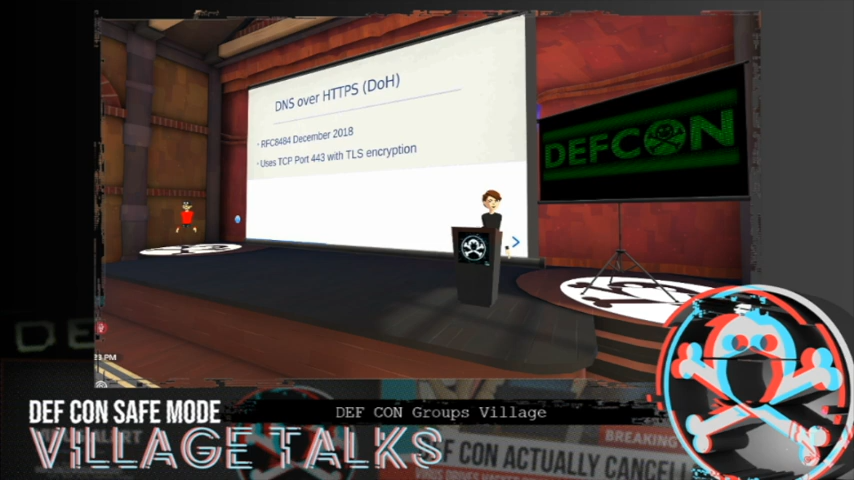 DNS over HTTPS (DoH)
- RFC8484 December 2018
- Uses TCP Port 443 with TLS encryption
DEFCON
DEF
PM
DEF CON SAFE MODE
DEF CON Groups Village
VILLAGE TALKS
BREAKING
F CON ACTUALLY CANCELL